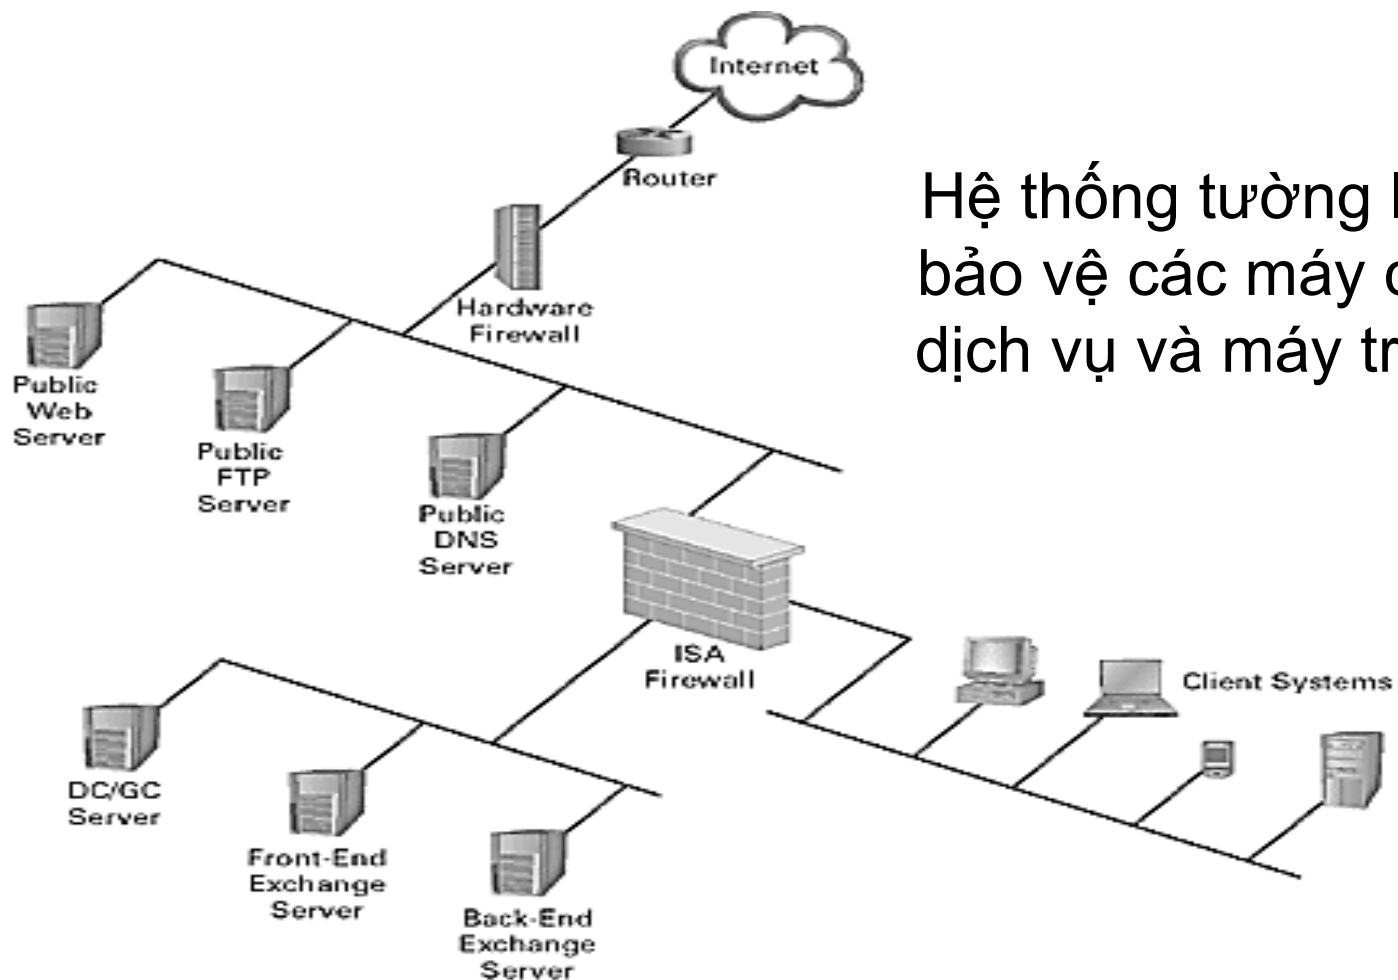 Internet
Router
Hệ thống tường
bảo vệ các máy
dịch vụ và máy
Hardware
Firewall
Public
Web
Server
Public
FTP
Server
Public
DNS
Server
ISA
Firewall
Client Systems
DC/GC
Server
Front-End
Exchange
Server
Back-End
Exchange
Server